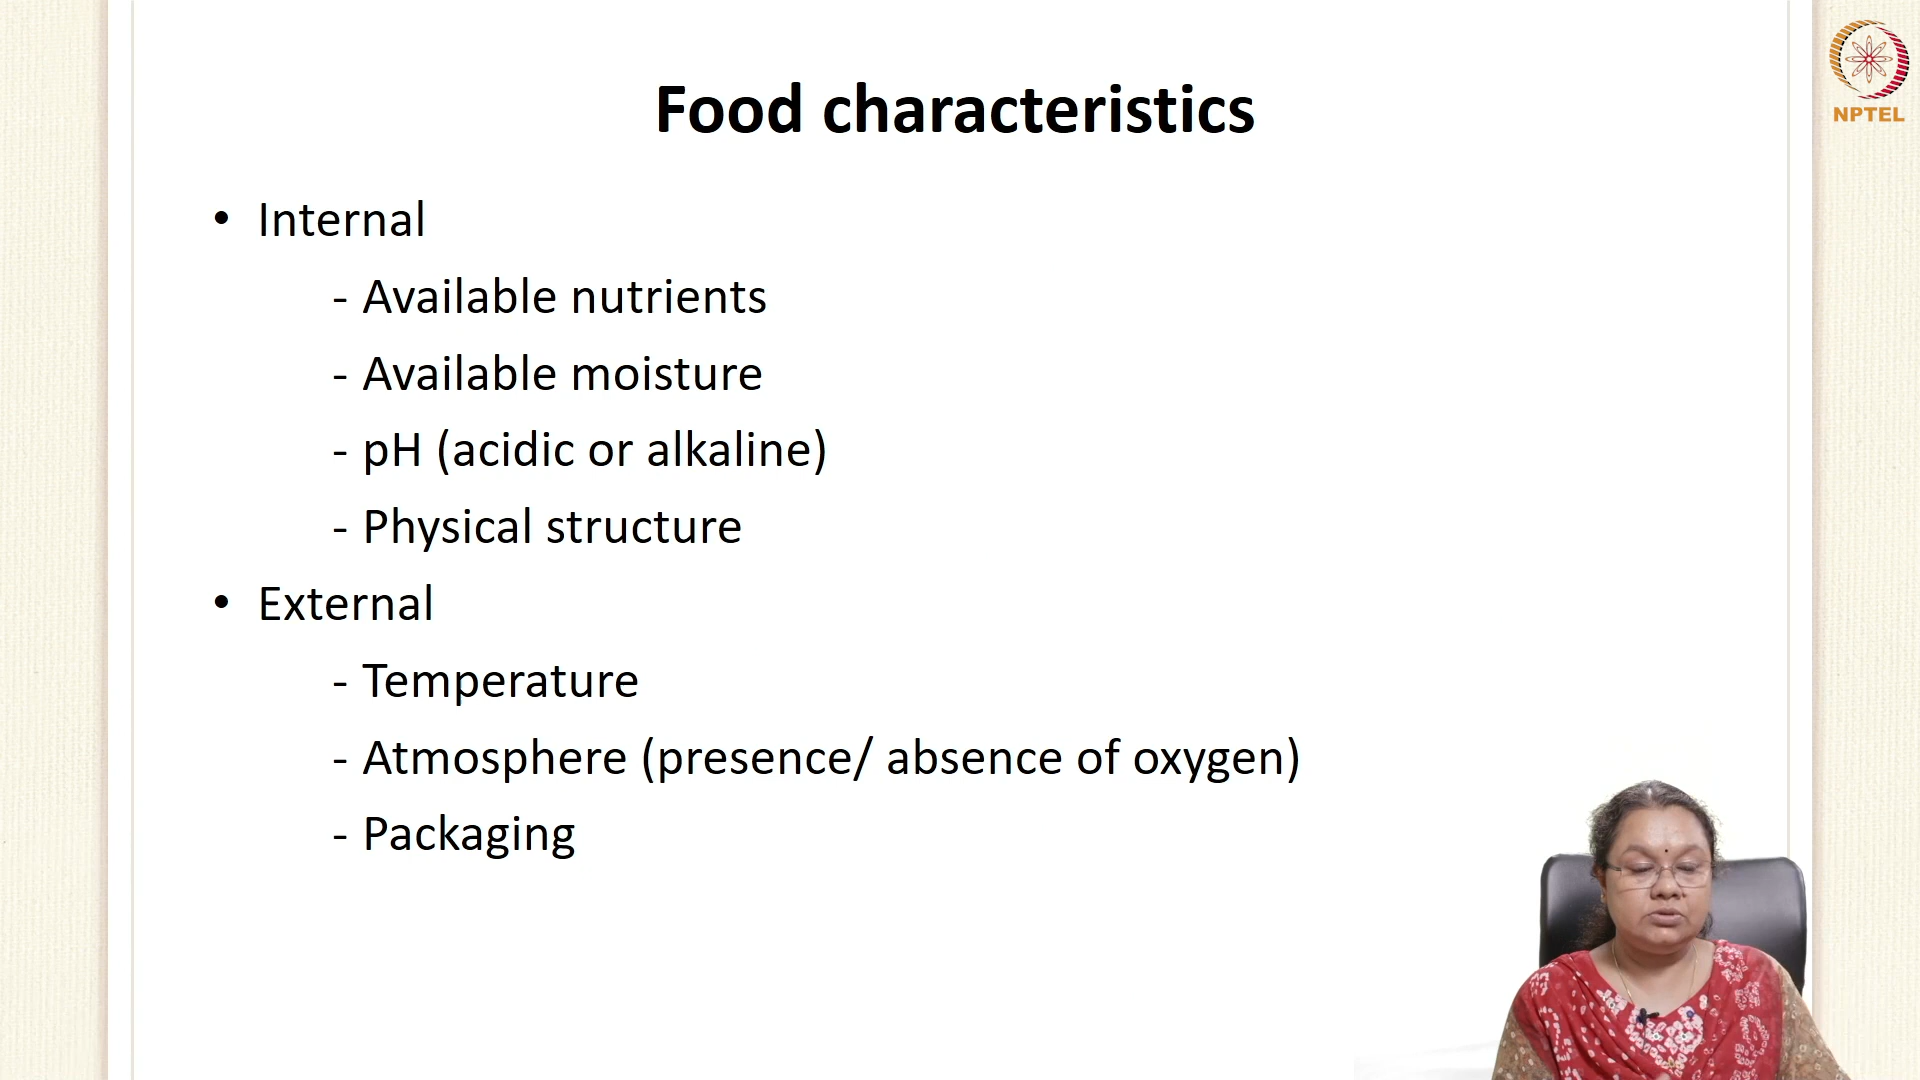 Food characteristics
NPTEL
• Internal
- Available nutrients
- Available moisture
- pH (acidic or alkaline)
- Physical structure
• External
- Temperature
- Atmosphere (presence/ absence of oxygen)
- Packaging